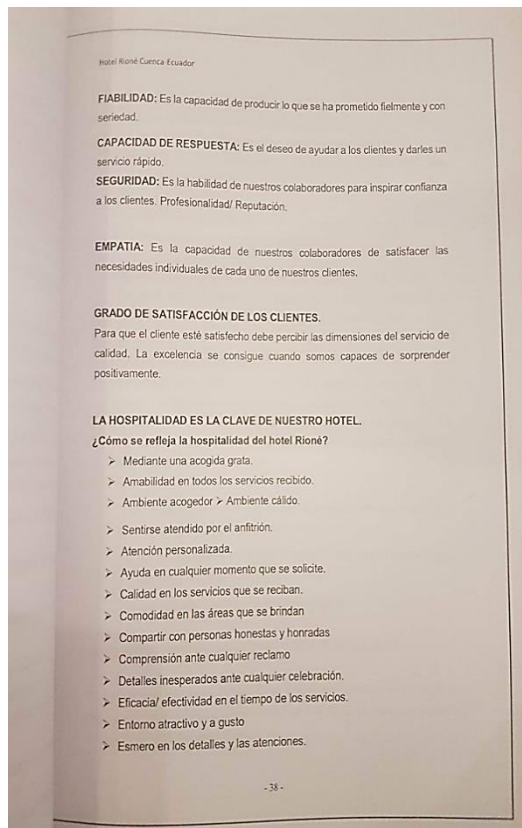 Hotel Rioné Cuenca-Ecuador
FIABILIDAD: Es la capacidad de producir lo que se ha prometido fielmente y con
seriedad.
CAPACIDAD DE RESPUESTA: Es el deseo de ayudar a los clientes y darles un
servicio rápido.
SEGURIDAD: Es la habilidad de nuestros colaboradores para inspirar confianza
a los clientes. Profesionalidad/ Reputación.
EMPATIA: Es la capacidad de nuestros colaboradores de satisfacer las
necesidades individuales de cada uno de nuestros clientes.
GRADO DE SATISFACCIÓN DE LOS CLIENTES.
Para que el cliente esté satisfecho debe percibir las dimensiones del servicio de
calidad. La excelencia se consigue cuando somos capaces de sorprender
positivamente.
LA HOSPITALIDAD ES LA CLAVE DE NUESTRO HOTEL.
¿Cómo se refleja la hospitalidad del hotel Rioné?
➢ Mediante una acogida grata.
➢ Amabilidad en todos los servicios recibido.
➢ Ambiente acogedor ➢ Ambiente cálido.
➢ Sentirse atendido por el anfitrión.
➢ Atención personalizada.
➢ Ayuda en cualquier momento que se solicite.
➢ Calidad en los servicios que se reciban.
➢ Comodidad en las áreas que se brindan
➢ Compartir con personas honestas y honradas
➢ Comprensión ante cualquier reclamo
➢ Detalles inesperados ante cualquier celebración.
➢ Eficacia/ efectividad en el tiempo de los servicios.
➢ Entorno atractivo y a gusto
➢ Esmero en los detalles y las atenciones.
- 38 -